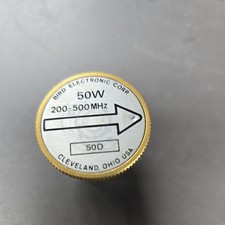 BIRD ELECTRONIC CORP.
50W
200-500MHz
50D
CLEVELAND OHIO USA